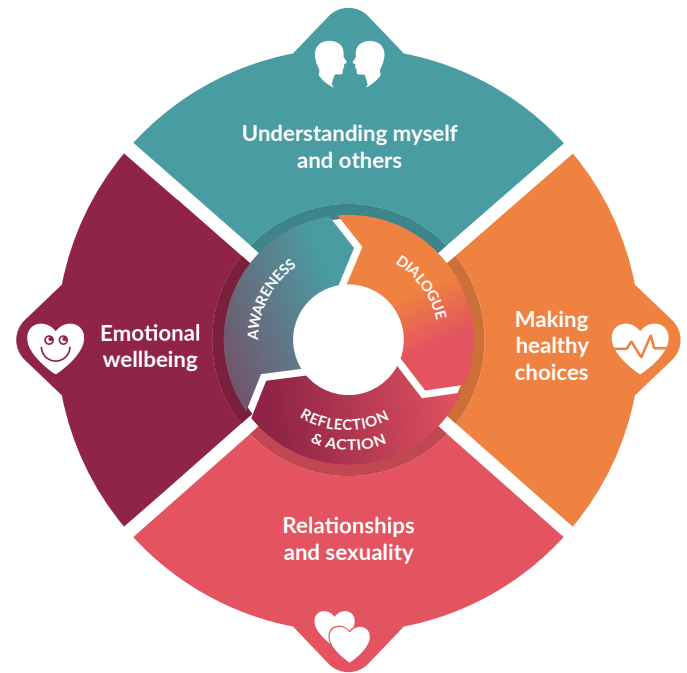 Understanding myself
and others
AWARENESS
DIALOGUE
Emotional
wellbeing
Making
healthy
choices
REFLECTION
& ACTION
Relationships
and sexuality